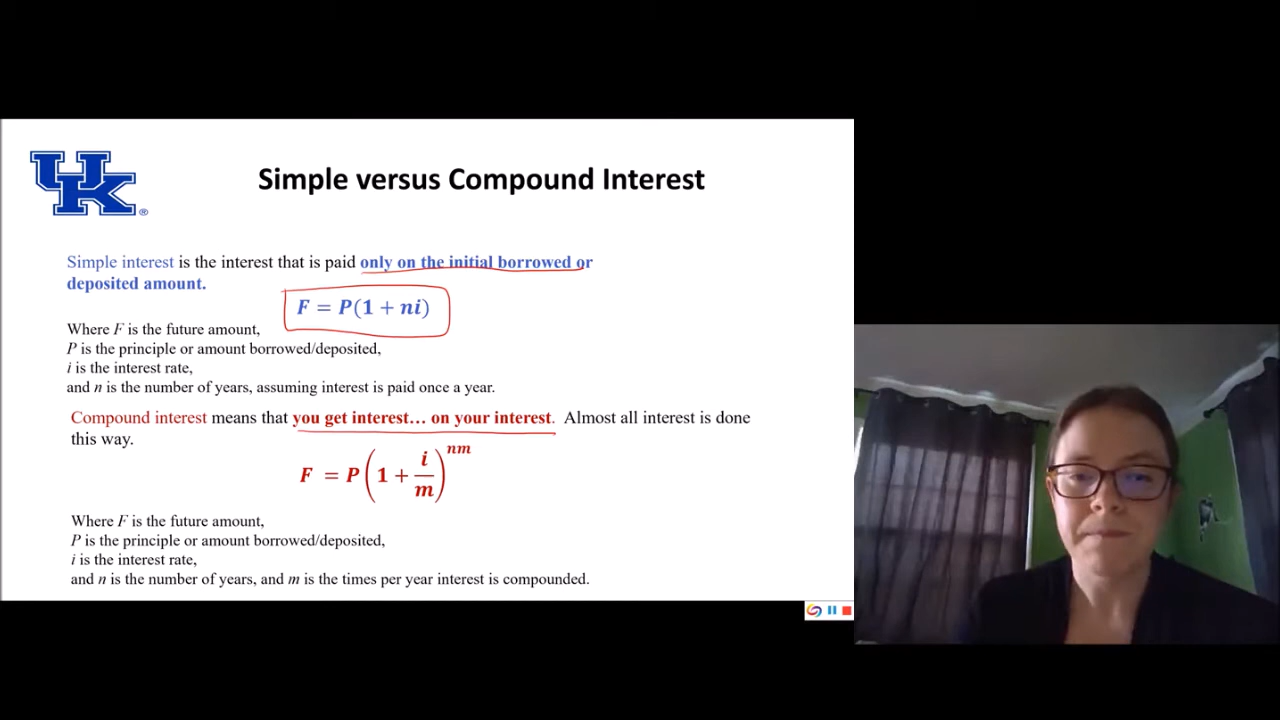 UK®
Simple versus Compound Interest
Simple interest is the interest that is paid only on the initial borrowed or
deposited amount.
F = P(1 + ni)
Where F is the future amount,
P is the principle or amount borrowed/deposited,
i is the interest rate,
and n is the number of years, assuming interest is paid once a year.
Compound interest means that you get interest… on your interest. Almost all interest is done
this way.
F = P(1 + i/m)^nm
Where F is the future amount,
P is the principle or amount borrowed/deposited,
i is the interest rate,
and n is the number of years, and m is the times per year interest is compounded.